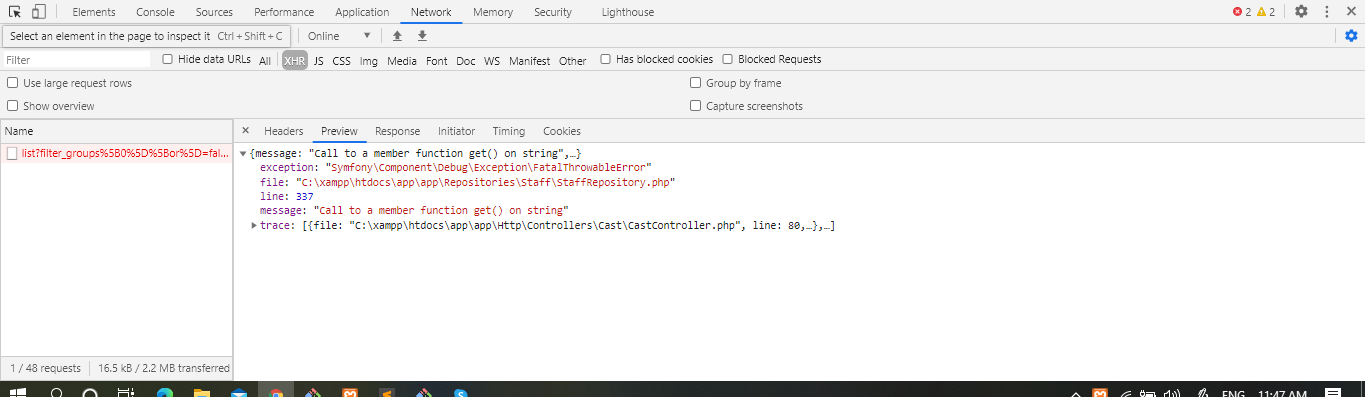 Elements Console Sources Performance Application Network Memory Security Lighthouse 2 2
Select an element in the page to inspect it Ctrl + Shift + C Online
Filter Hide data URLs All XHR JS CSS Img Media Font Doc WS Manifest Other Has blocked cookies Blocked Requests
Use large request rows Group by frame
Show overview Capture screenshots
Name Headers Preview Response Initiator Timing Cookies
list?filter_groups%5B0%5D%5Bor%5D=fal...
{message: "Call to a member function get() on string",…}
exception: "Symfony\Component\Debug\Exception\FatalThrowableError"
file: "C:\xampp\htdocs\app\app\Repositories\Staff\StaffRepository.php"
line: 337
message: "Call to a member function get() on string"
trace: [{file: "C:\xampp\htdocs\app\app\Http\Controllers\Cast\CastController.php", line: 80,…},…]
1 / 48 requests 16.5 kB / 2.2 MB transferred
ENG 11:47 AM